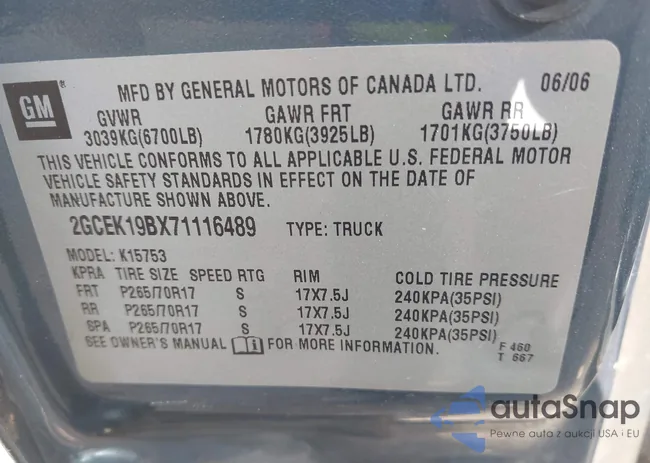 GM
MFD BY GENERAL MOTORS OF CANADA LTD. 06/06
GVWR GAWR FRT GAWR RR
3039KG(6700LB) 1780KG(3925LB) 1701KG(3750LB)
THIS VEHICLE CONFORMS TO ALL APPLICABLE U.S. FEDERAL MOTOR
VEHICLE SAFETY STANDARDS IN EFFECT ON THE DATE OF
MANUFACTURE SHOWN ABOVE.
2GCEK19BX71116489 TYPE: TRUCK
MODEL: K15753
KPRA TIRE SIZE SPEED RTG RIM COLD TIRE PRESSURE
FRT P265/70R17 S 17X7.5J 240KPA(35PSI)
RR P265/70R17 S 17X7.5J 240KPA(35PSI)
SPA P265/70R17 S 17X7.5J 240KPA(35PSI)
SEE OWNER'S MANUAL FOR MORE INFORMATION.
F 460
T 667
autaSnap
Pewne auta z aukcji USA i EU